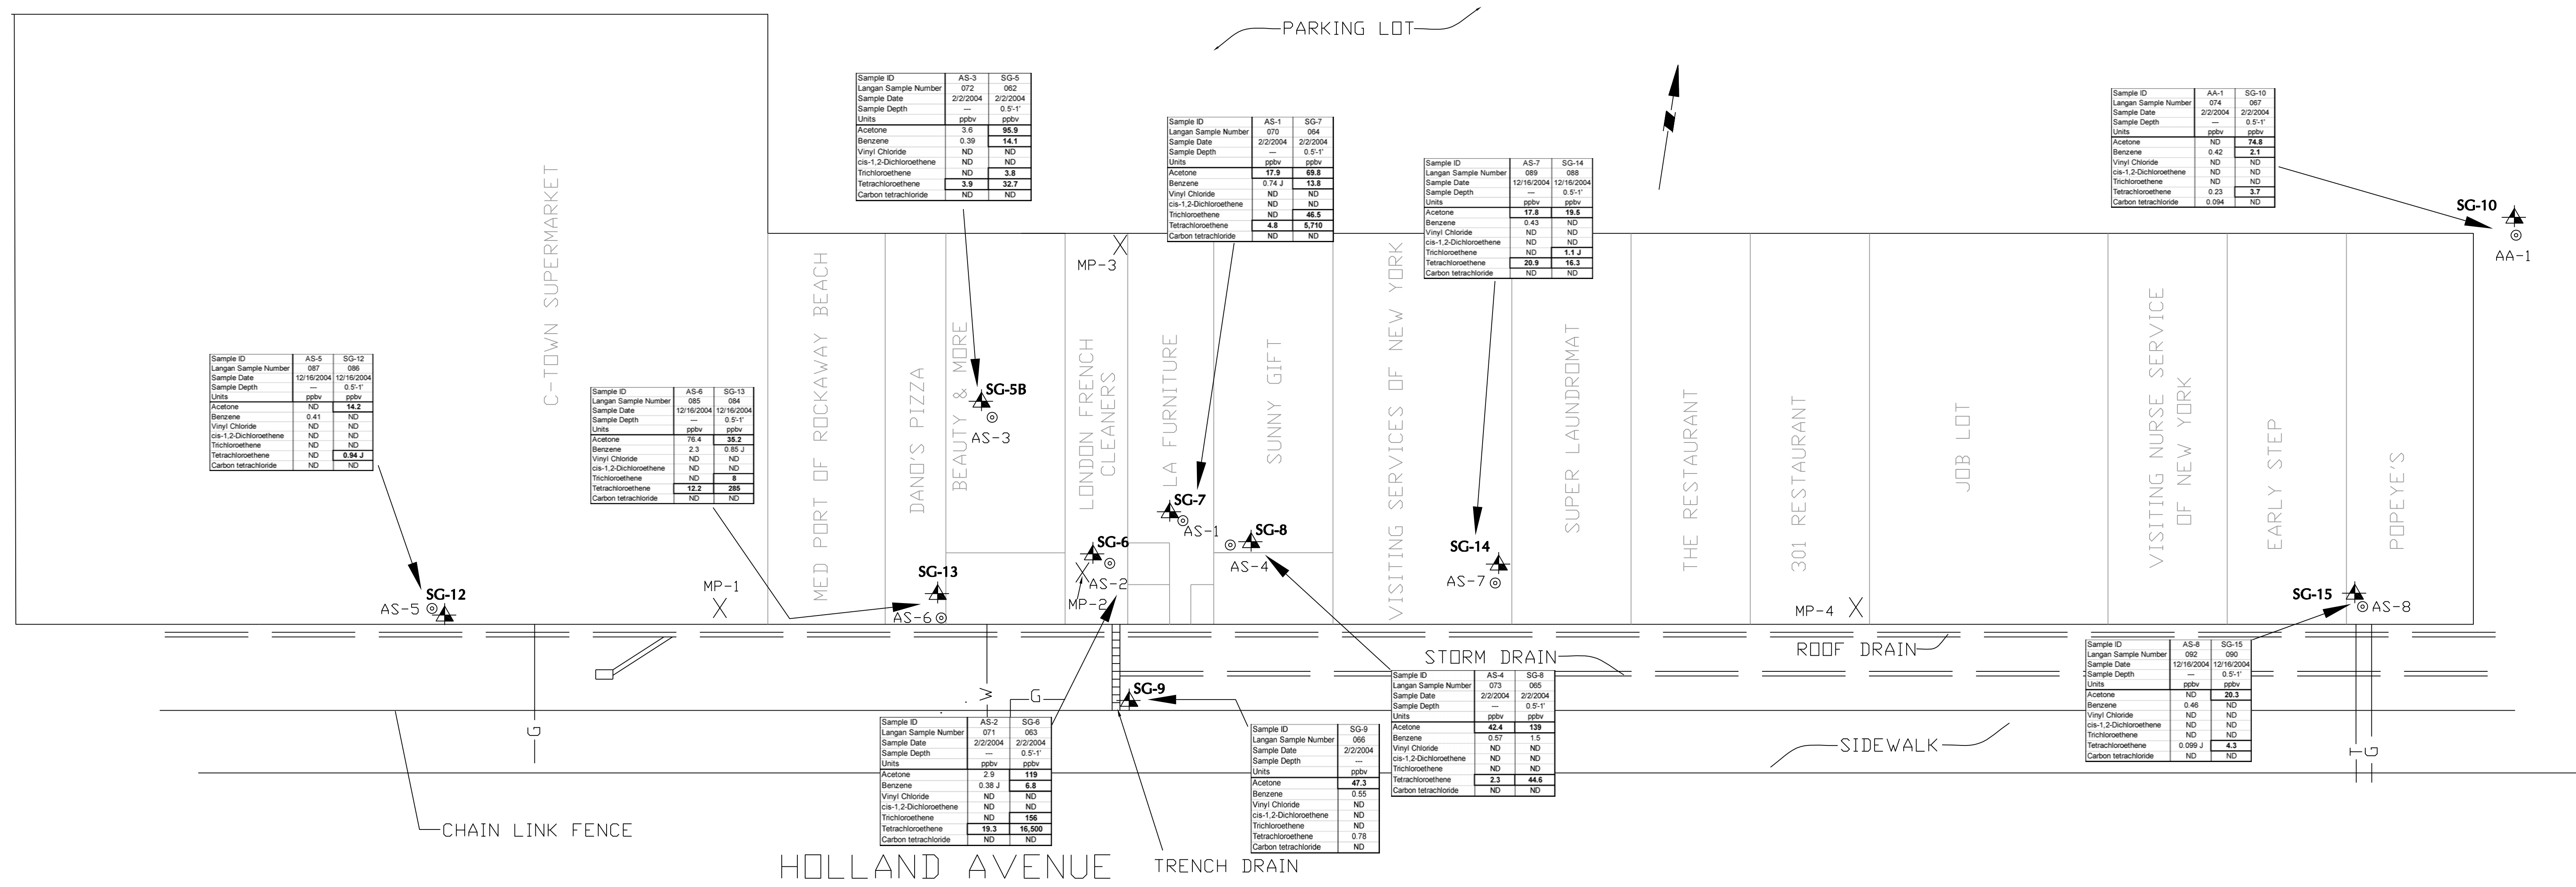 PARKING LOT
Sample ID AS-3 SG-5
Langan Sample Number 072 062
Sample Date 2/2/2004 2/2/2004
Sample Depth --- 0.5'-1'
Units ppbv ppbv
Acetone 3.6 95.9
Benzene 0.39 14.1
Vinyl Chloride ND ND
cis-1,2-Dichloroethene ND ND
Trichloroethene ND 3.8
Tetrachloroethene 3.9 32.7
Carbon tetrachloride ND ND
Sample ID AS-1 SG-7
Langan Sample Number 070 064
Sample Date 2/2/2004 2/2/2004
Sample Depth --- 0.5'-1'
Units ppbv ppbv
Acetone 17.9 69.8
Benzene 0.74 J 13.8
Vinyl Chloride ND ND
cis-1,2-Dichloroethene ND ND
Trichloroethene ND 46.5
Tetrachloroethene 4.8 5,710
Carbon tetrachloride ND ND
Sample ID AS-7 SG-14
Langan Sample Number 089 088
Sample Date 12/16/2004 12/16/2004
Sample Depth --- 0.5'-1'
Units ppbv ppbv
Acetone 17.8 19.5
Benzene 0.43 ND
Vinyl Chloride ND ND
cis-1,2-Dichloroethene ND ND
Trichloroethene ND 1.1 J
Tetrachloroethene 20.9 16.3
Carbon tetrachloride ND ND
Sample ID AA-1 SG-10
Langan Sample Number 074 067
Sample Date 2/2/2004 2/2/2004
Sample Depth --- 0.5'-1'
Units ppbv ppbv
Acetone ND 74.8
Benzene 0.42 2.1
Vinyl Chloride ND ND
cis-1,2-Dichloroethene ND ND
Trichloroethene ND ND
Tetrachloroethene 0.23 3.7
Carbon tetrachloride 0.094 ND
SG-10
AA-1
C-TOWN SUPERMARKET
MED PORT OF ROCKAWAY BEACH
DANO'S PIZZA
BEAUTY & MORE
LONDON FRENCH
CLEANERS
LA FURNITURE
SUNNY GIFT
VISITING SERVICES OF NEW YORK
SUPER LAUNDROMAT
THE RESTAURANT
301 RESTAURANT
JOB LOT
VISITING NURSE SERVICE
OF NEW YORK
EARLY STEP
POPEYE'S
MP-3
Sample ID AS-5 SG-12
Langan Sample Number 087 086
Sample Date 12/16/2004 12/16/2004
Sample Depth --- 0.5'-1'
Units ppbv ppbv
Acetone ND 14.2
Benzene 0.41 ND
Vinyl Chloride ND ND
cis-1,2-Dichloroethene ND ND
Trichloroethene ND ND
Tetrachloroethene ND 0.94 J
Carbon tetrachloride ND ND
Sample ID AS-6 SG-13
Langan Sample Number 085 084
Sample Date 12/16/2004 12/16/2004
Sample Depth --- 0.5'-1'
Units ppbv ppbv
Acetone 76.4 35.2
Benzene 2.3 0.85 J
Vinyl Chloride ND ND
cis-1,2-Dichloroethene ND ND
Trichloroethene ND 8
Tetrachloroethene 12.2 285
Carbon tetrachloride ND ND
SG-5B
AS-3
SG-7
AS-1
SG-8
AS-4
SG-6
AS-2
MP-2
SG-14
AS-7
SG-13
AS-6
MP-1
SG-12
AS-5
MP-4
SG-15
AS-8
STORM DRAIN
ROOF DRAIN
G
W
G
SG-9
T
G
Sample ID AS-8 SG-15
Langan Sample Number 092 090
Sample Date 12/16/2004 12/16/2004
Sample Depth --- 0.5'-1'
Units ppbv ppbv
Acetone ND 20.3
Benzene 0.46 ND
Vinyl Chloride ND ND
cis-1,2-Dichloroethene ND ND
Trichloroethene ND ND
Tetrachloroethene 0.099 J 4.3
Carbon tetrachloride ND ND
Sample ID AS-4 SG-8
Langan Sample Number 073 065
Sample Date 2/2/2004 2/2/2004
Sample Depth --- 0.5'-1'
Units ppbv ppbv
Acetone 42.4 139
Benzene 0.57 1.5
Vinyl Chloride ND ND
cis-1,2-Dichloroethene ND ND
Trichloroethene ND ND
Tetrachloroethene 2.3 44.6
Carbon tetrachloride ND ND
Sample ID AS-2 SG-6
Langan Sample Number 071 063
Sample Date 2/2/2004 2/2/2004
Sample Depth --- 0.5'-1'
Units ppbv ppbv
Acetone 2.9 119
Benzene 0.38 J 6.8
Vinyl Chloride ND ND
cis-1,2-Dichloroethene ND ND
Trichloroethene ND 156
Tetrachloroethene 19.3 16,500
Carbon tetrachloride ND ND
Sample ID SG-9
Langan Sample Number 066
Sample Date 2/2/2004
Sample Depth ---
Units ppbv
Acetone 47.3
Benzene 0.55
Vinyl Chloride ND
cis-1,2-Dichloroethene ND
Trichloroethene ND
Tetrachloroethene 0.78
Carbon tetrachloride ND
SIDEWALK
CHAIN LINK FENCE
HOLLAND AVENUE
TRENCH DRAIN